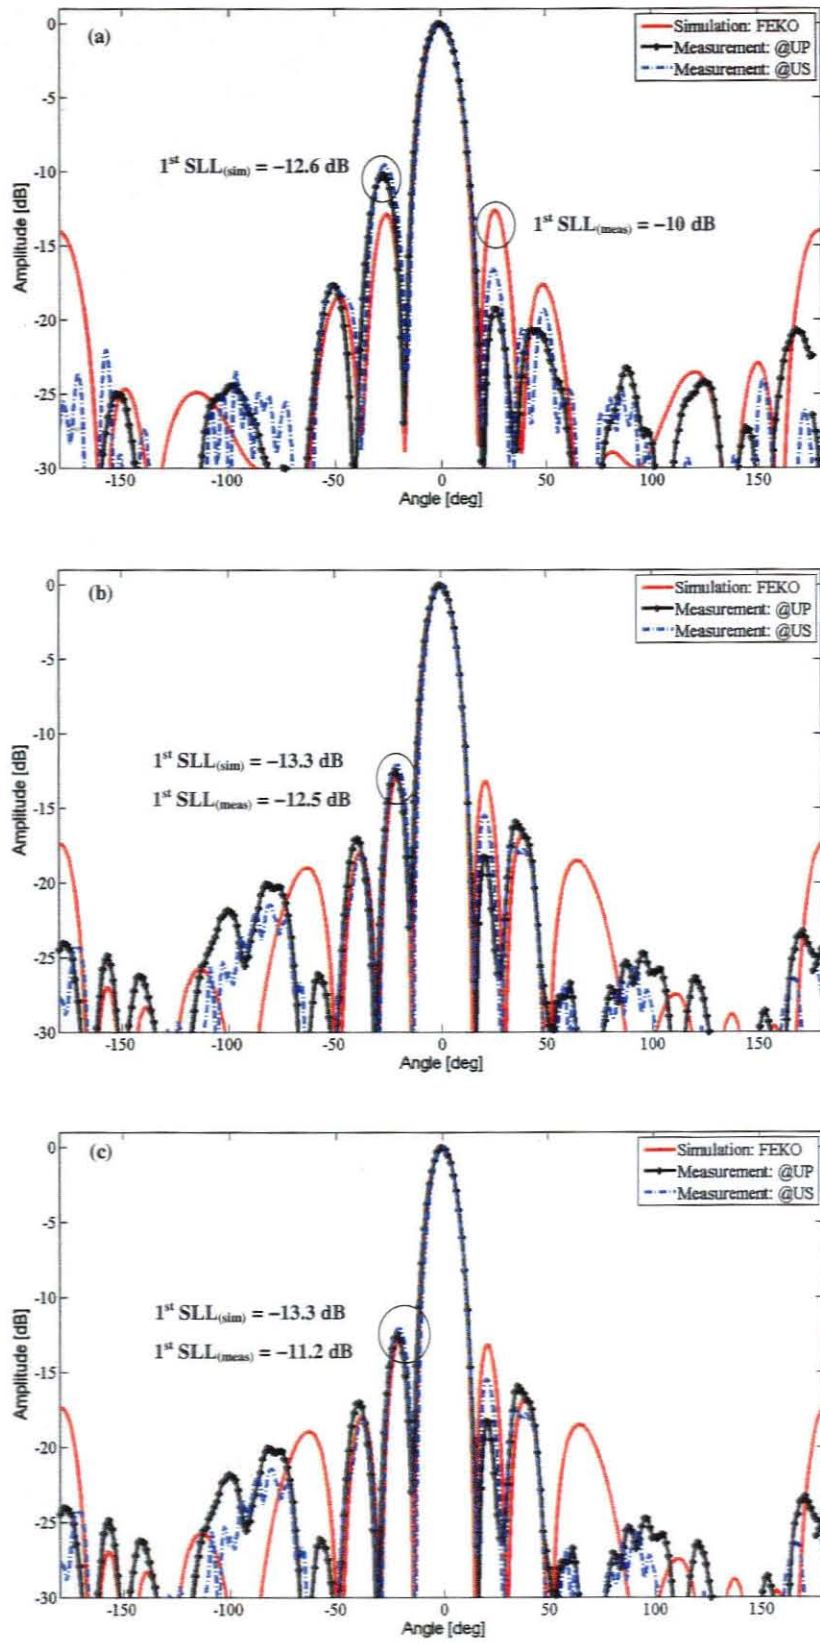 (a)
Simulation: FEKO
Measurement: @UP
Measurement: @US
1st SLL(sim) = −12.6 dB
1st SLL(meas) = −10 dB
Amplitude [dB]
0
-5
-10
-15
-20
-25
-30
-150
-100
-50
0
50
100
150
Angle [deg]
(b)
Simulation: FEKO
Measurement: @UP
Measurement: @US
1st SLL(sim) = −13.3 dB
1st SLL(meas) = −12.5 dB
Amplitude [dB]
0
-5
-10
-15
-20
-25
-30
-150
-100
-50
0
50
100
150
Angle [deg]
(c)
Simulation: FEKO
Measurement: @UP
Measurement: @US
1st SLL(sim) = −13.3 dB
1st SLL(meas) = −11.2 dB
Amplitude [dB]
0
-5
-10
-15
-20
-25
-30
-150
-100
-50
0
50
100
150
Angle [deg]